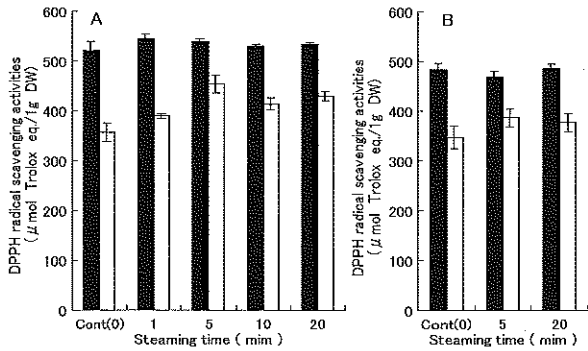 A
DPPH radical scavenging activities
(μmol Trolox eq./1g DW)
600
500
400
300
200
100
0
Cont(0) 1 5 10 20
Steaming time ( mim )
B
DPPH radical scavenging activities
(μmol Trolox eq./1g DW)
600
500
400
300
200
100
0
Cont(0) 5 20
Steaming time ( mim )